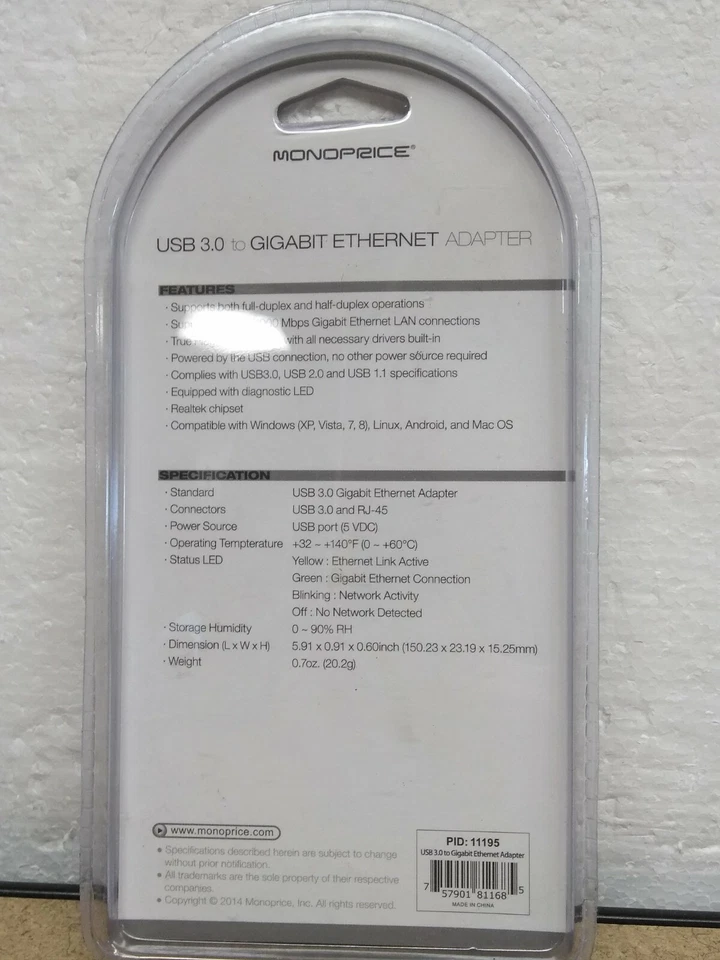 MONOPRICE®
USB 3.0 to GIGABIT ETHERNET ADAPTER
FEATURES
· Supports both full-duplex and half-duplex operations
Mbps Gigabit Ethernet LAN connections
· True with all necessary drivers built-in
· Powered by the USB connection, no other power source required
· Complies with USB3.0, USB 2.0 and USB 1.1 specifications
· Equipped with diagnostic LED
· Realtek chipset
· Compatible with Windows (XP, Vista, 7, 8), Linux, Android, and Mac OS
SPECIFICATION
· Standard USB 3.0 Gigabit Ethernet Adapter
· Connectors USB 3.0 and RJ-45
· Power Source USB port (5 VDC)
· Operating Tempterature +32 ~ +140°F (0 ~ +60°C)
· Status LED Yellow : Ethernet Link Active
Green : Gigabit Ethernet Connection
Blinking : Network Activity
Off : No Network Detected
· Storage Humidity 0 ~ 90% RH
· Dimension (L x W x H) 5.91 x 0.91 x 0.60inch (150.23 x 23.19 x 15.25mm)
· Weight 0.7oz. (20.2g)
www.monoprice.com
• Specifications described herein are subject to change
without prior notification.
• All trademarks are the sole property of their respective
companies.
• Copyright © 2014 Monoprice, Inc. All rights reserved.
PID: 11195
USB 3.0 to Gigabit Ethernet Adapter
7 57901 81168 5
MADE IN CHINA